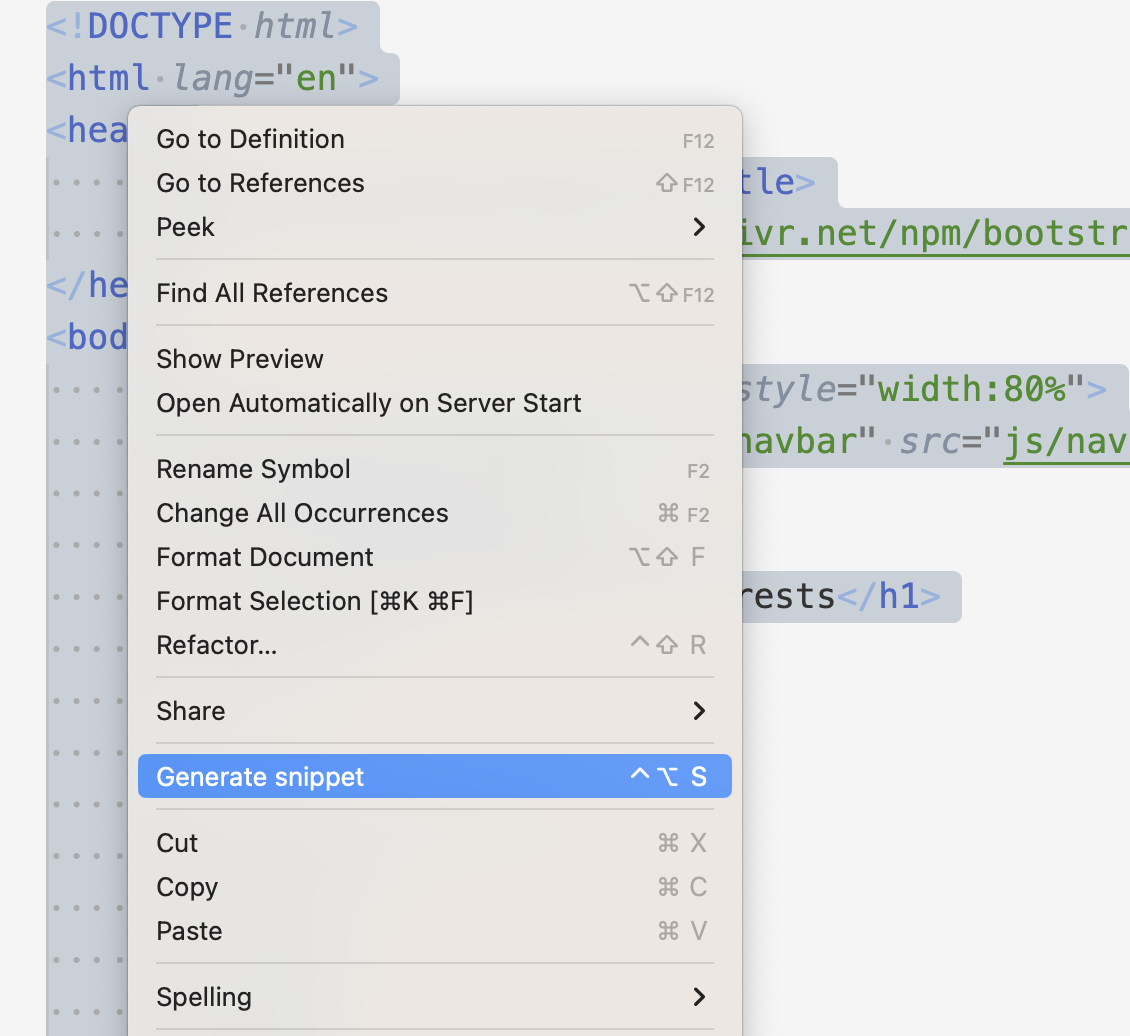 <!DOCTYPE html>
<html lang="en">
<hea
Go to Definition F12
Go to References ⇧F12
tle>
Peek
ivr.net/npm/bootstr
</he
Find All References ⌥⇧F12
<bod
Show Preview
style="width:80%">
Open Automatically on Server Start
navbar" src="js/nav
Rename Symbol F2
Change All Occurrences ⌘F2
Format Document ⌥⇧F
Format Selection [⌘K ⌘F]
rests</h1>
Refactor... ^⇧R
Share
Generate snippet ^⌥S
Cut ⌘X
Copy ⌘C
Paste ⌘V
Spelling